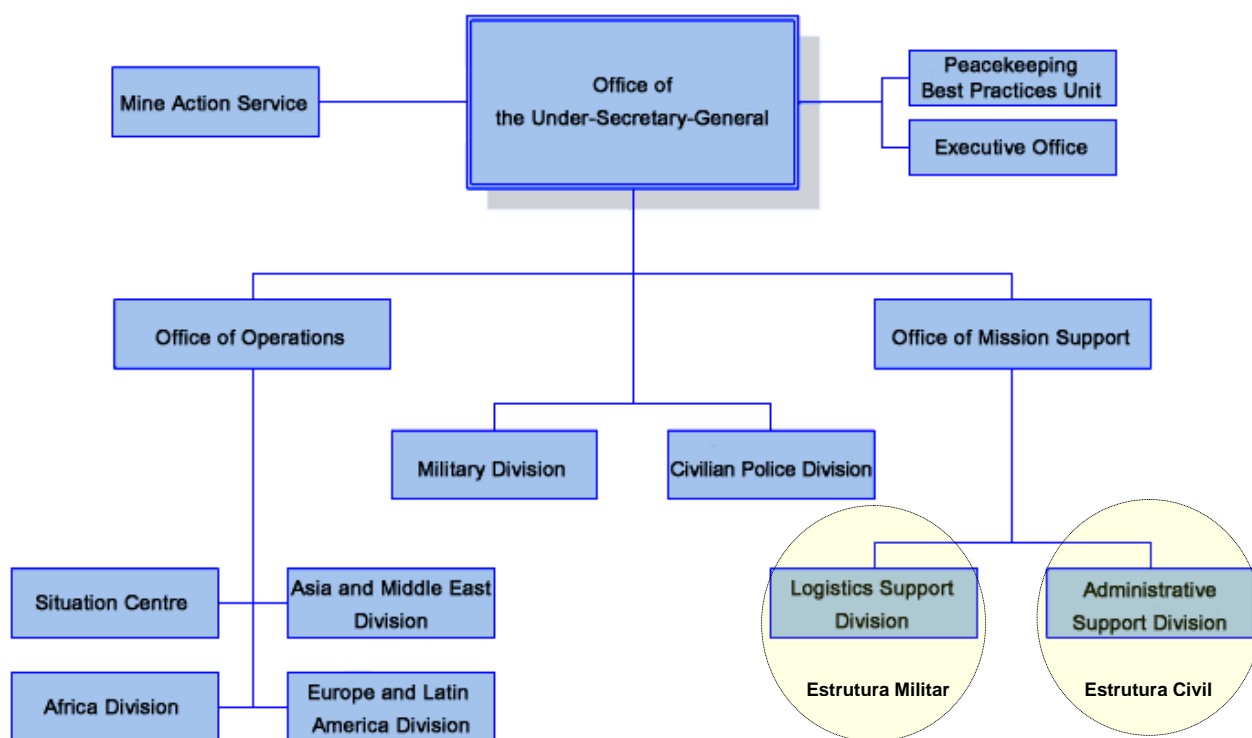 Office of
the Under-Secretary-General
Mine Action Service
Peacekeeping
Best Practices Unit
Executive Office
Office of Operations
Office of Mission Support
Military Division
Civilian Police Division
Situation Centre
Asia and Middle East
Division
Africa Division
Europe and Latin
America Division
Logistics Support
Division
Estrutura Militar
Administrative
Support Division
Estrutura Civil